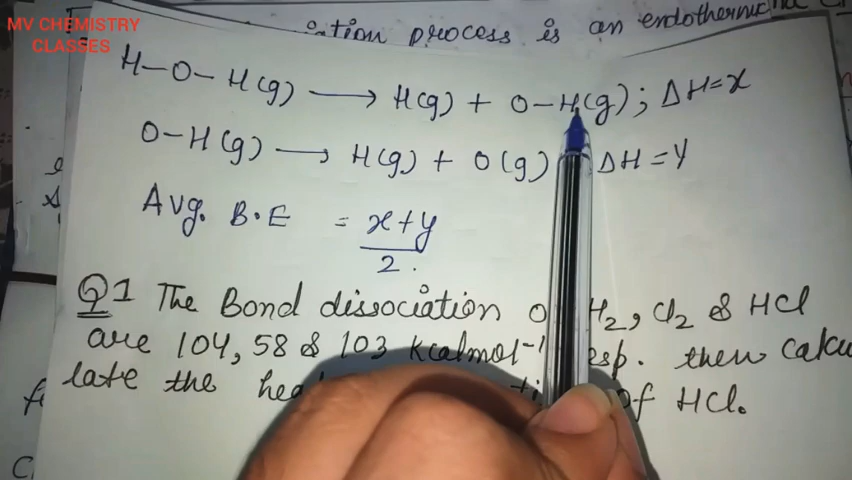 MV CHEMISTRY
CLASSES
ation process is an endothermic
H-O-H(g) ⟶ H(g) + O-H(g) ; ΔH=x
O-H(g) ⟶ H(g) + O(g) ΔH=y
Avg. B.E = x+y
2.
Q1 The Bond dissociation H2, Cl2 & HCl
are 104, 58 & 103 Kcalmol-1 esp. then calcu
late the of HCl.